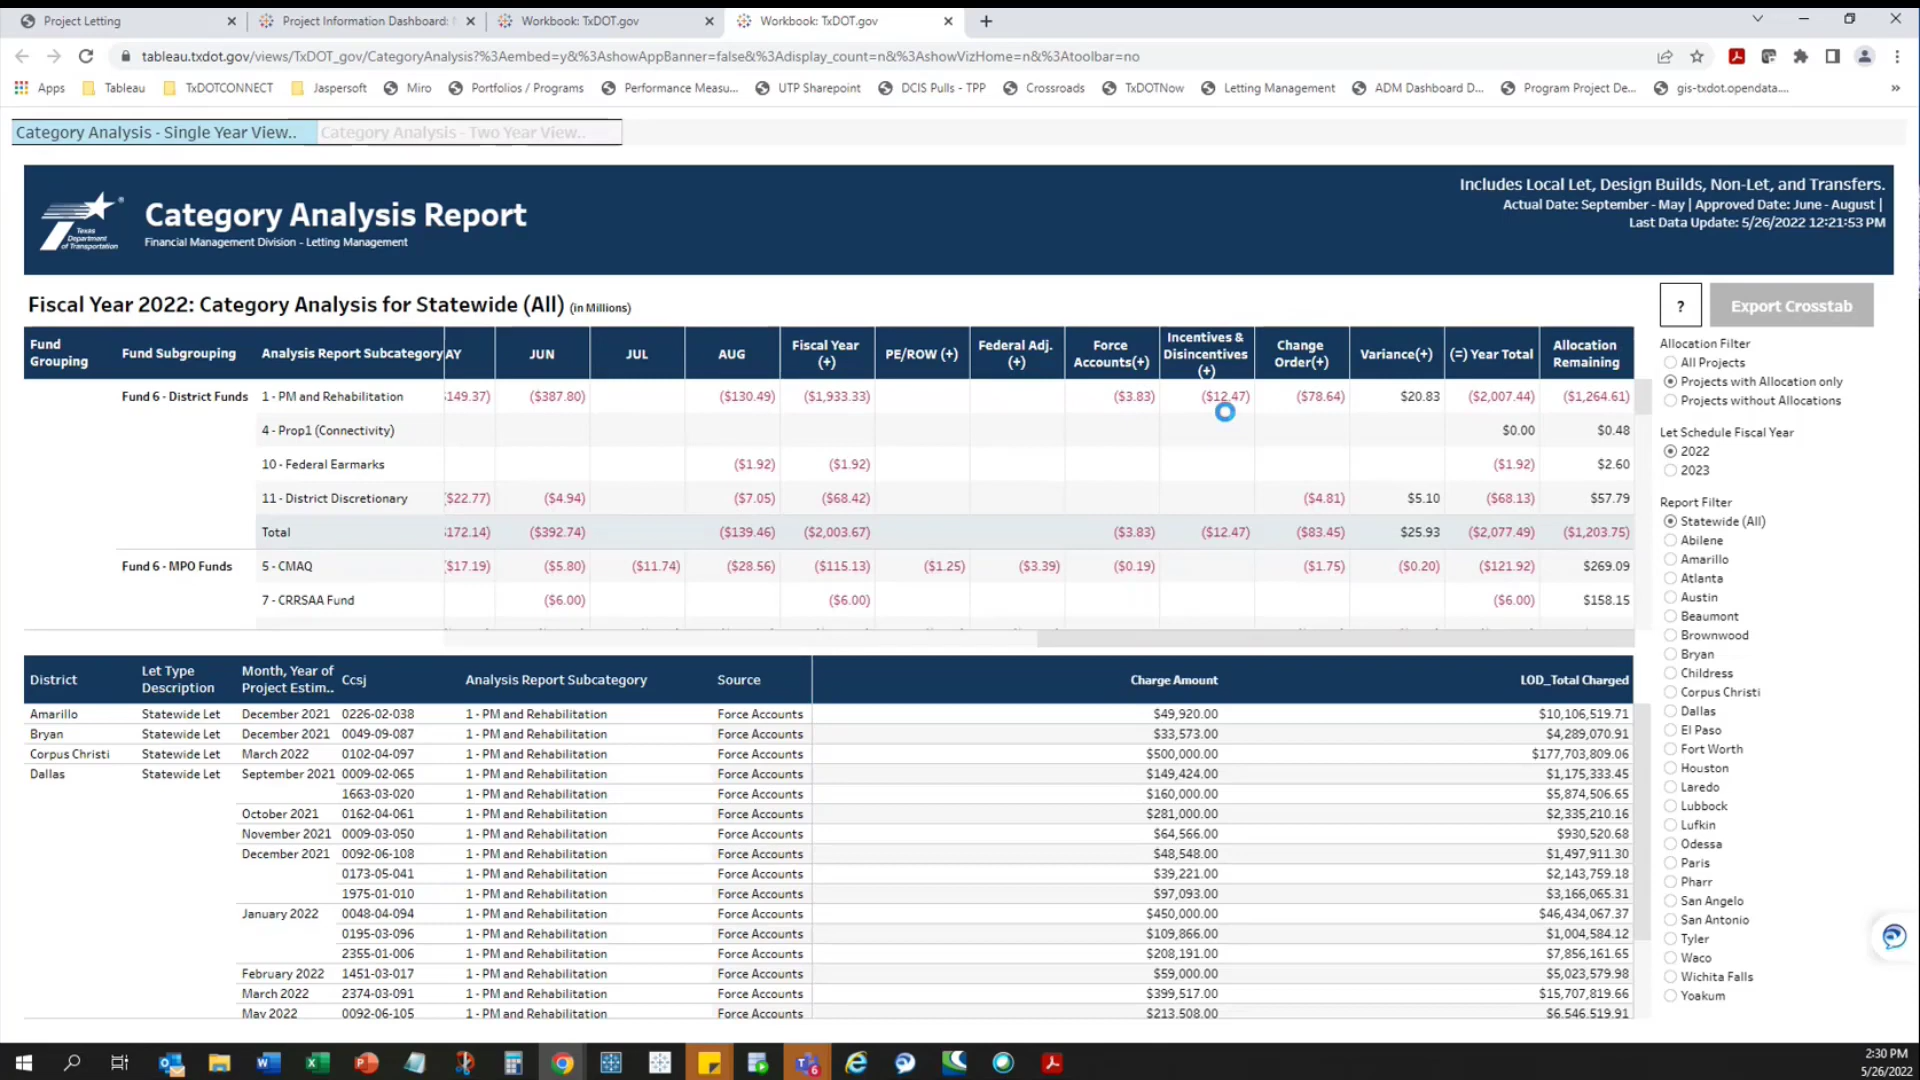 Project Letting
Project Information Dashboard:
Workbook: TxDOT.gov
Workbook: TxDOT.gov
tableau.txdot.gov/views/TxDOT_gov/CategoryAnalysis?%3Aembed=y&%3AshowAppBanner=false&%3Adisplay_count=n&%3AshowVizHome=n&%3Atoolbar=no
Apps Tableau TxDOTCONNECT Jaspersoft Miro Portfolios / Programs Performance Measu... UTP Sharepoint DCIS Pulls - TPP Crossroads TxDOTNow Letting Management ADM Dashboard D... Program Project De... gis-txdot.opendata.... »
Category Analysis - Single Year View.. Category Analysis - Two Year View..
Texas Department of Transportation
Category Analysis Report
Financial Management Division - Letting Management
Includes Local Let, Design Builds, Non-Let, and Transfers.
Actual Date: September - May | Approved Date: June - August |
Last Data Update: 5/26/2022 12:21:53 PM
Fiscal Year 2022: Category Analysis for Statewide (All) (in Millions)
? Export Crosstab
Fund Grouping Fund Subgrouping Analysis Report Subcategory AY JUN JUL AUG Fiscal Year (+) PE/ROW (+) Federal Adj. (+) Force Accounts(+) Incentives & Disincentives (+) Change Order(+) Variance(+) (=) Year Total Allocation Remaining
Fund 6 - District Funds 1 - PM and Rehabilitation 149.37) ($387.80) ($130.49) ($1,933.33) ($3.83) ($12.47) ($78.64) $20.83 ($2,007.44) ($1,264.61)
4 - Prop1 (Connectivity) $0.00 $0.48
10 - Federal Earmarks ($1.92) ($1.92) ($1.92) $2.60
11 - District Discretionary $22.77) ($4.94) ($7.05) ($68.42) ($4.81) $5.10 ($68.13) $57.79
Total 172.14) ($392.74) ($139.46) ($2,003.67) ($3.83) ($12.47) ($83.45) $25.93 ($2,077.49) ($1,203.75)
Fund 6 - MPO Funds 5 - CMAQ $17.19) ($5.80) ($11.74) ($28.56) ($115.13) ($1.25) ($3.39) ($0.19) ($1.75) ($0.20) ($121.92) $269.09
7 - CRRSAA Fund ($6.00) ($6.00) ($6.00) $158.15
District Let Type Description Month, Year of Project Estim.. Ccsj Analysis Report Subcategory Source Charge Amount LOD_Total Charged
Amarillo Statewide Let December 2021 0226-02-038 1 - PM and Rehabilitation Force Accounts $49,920.00 $10,106,519.71
Bryan Statewide Let December 2021 0049-09-087 1 - PM and Rehabilitation Force Accounts $33,573.00 $4,289,070.91
Corpus Christi Statewide Let March 2022 0102-04-097 1 - PM and Rehabilitation Force Accounts $500,000.00 $177,703,809.06
Dallas Statewide Let September 2021 0009-02-065 1 - PM and Rehabilitation Force Accounts $149,424.00 $1,175,333.45
1663-03-020 1 - PM and Rehabilitation Force Accounts $160,000.00 $5,874,506.65
October 2021 0162-04-061 1 - PM and Rehabilitation Force Accounts $281,000.00 $2,335,210.16
November 2021 0009-03-050 1 - PM and Rehabilitation Force Accounts $64,566.00 $930,520.68
December 2021 0092-06-108 1 - PM and Rehabilitation Force Accounts $48,548.00 $1,497,911.30
0173-05-041 1 - PM and Rehabilitation Force Accounts $39,221.00 $2,143,759.18
1975-01-010 1 - PM and Rehabilitation Force Accounts $97,093.00 $3,166,065.31
January 2022 0048-04-094 1 - PM and Rehabilitation Force Accounts $450,000.00 $46,434,067.37
0195-03-096 1 - PM and Rehabilitation Force Accounts $109,866.00 $1,004,584.12
2355-01-006 1 - PM and Rehabilitation Force Accounts $208,191.00 $7,856,161.65
February 2022 1451-03-017 1 - PM and Rehabilitation Force Accounts $59,000.00 $5,023,579.98
March 2022 2374-03-091 1 - PM and Rehabilitation Force Accounts $399,517.00 $15,707,819.66
May 2022 0092-06-105 1 - PM and Rehabilitation Force Accounts $213,508.00 $6,546,519.91
Allocation Filter
All Projects
Projects with Allocation only
Projects without Allocations
Let Schedule Fiscal Year
2022
2023
Report Filter
Statewide (All)
Abilene
Amarillo
Atlanta
Austin
Beaumont
Brownwood
Bryan
Childress
Corpus Christi
Dallas
El Paso
Fort Worth
Houston
Laredo
Lubbock
Lufkin
Odessa
Paris
Pharr
San Angelo
San Antonio
Tyler
Waco
Wichita Falls
Yoakum
2:30 PM
5/26/2022